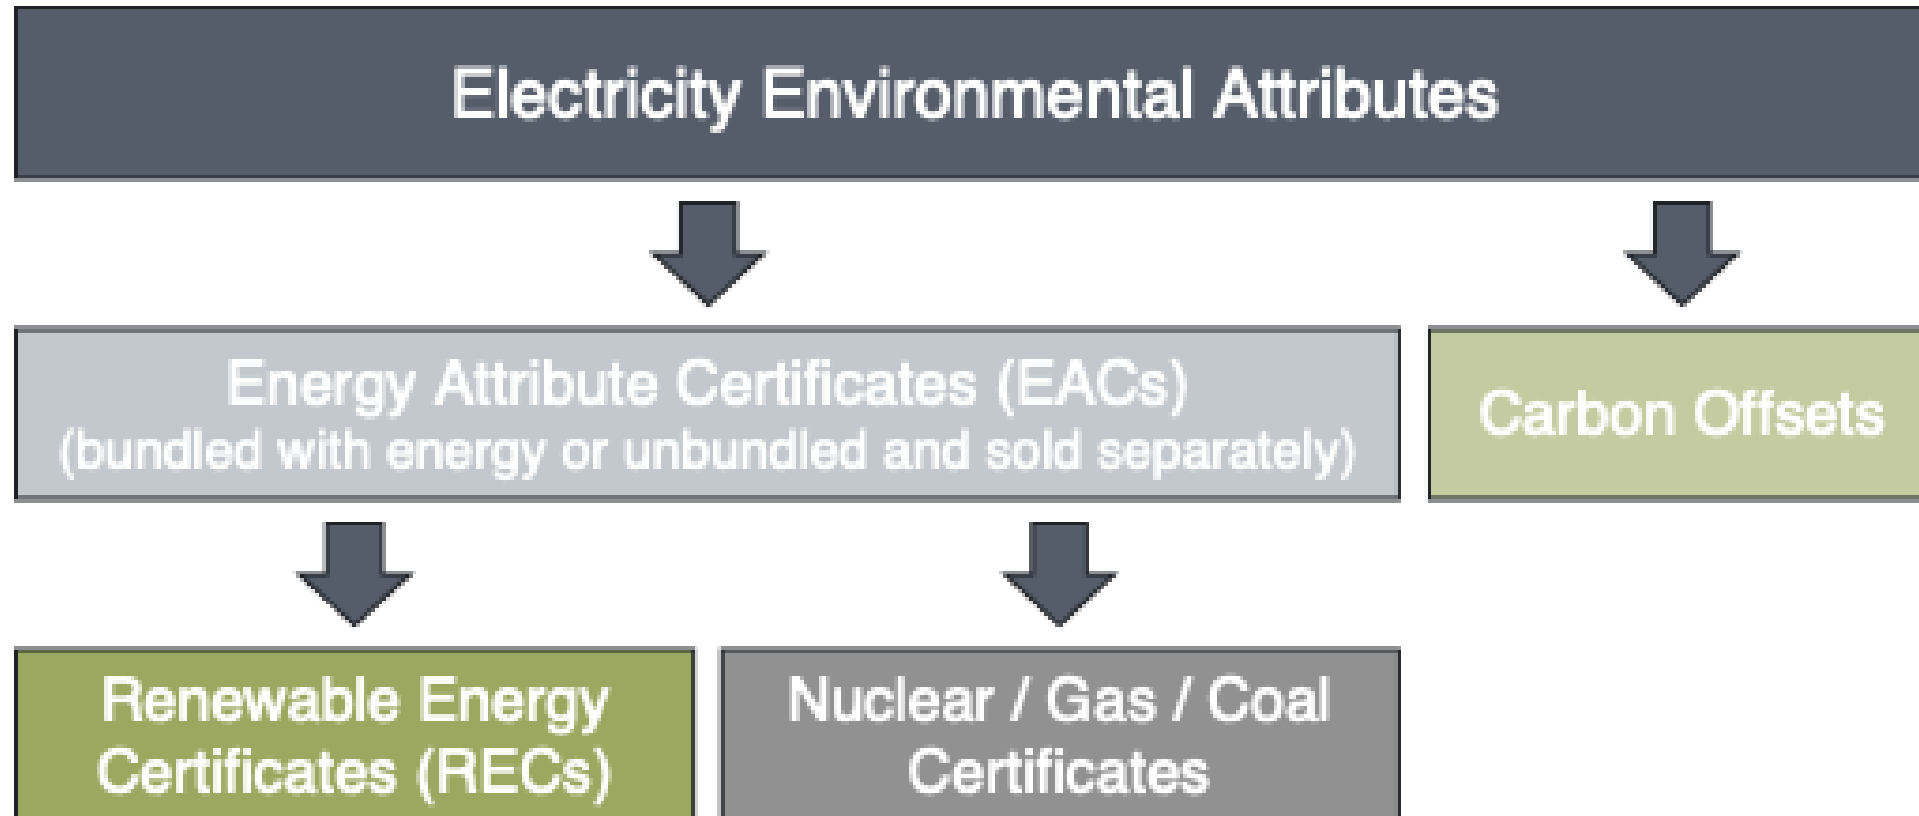 Electricity Environmental Attributes
Energy Attribute Certificates (EACs)
(bundled with energy or unbundled and sold separately)
Carbon Offsets
Renewable Energy
Certificates (RECs)
Nuclear / Gas / Coal
Certificates